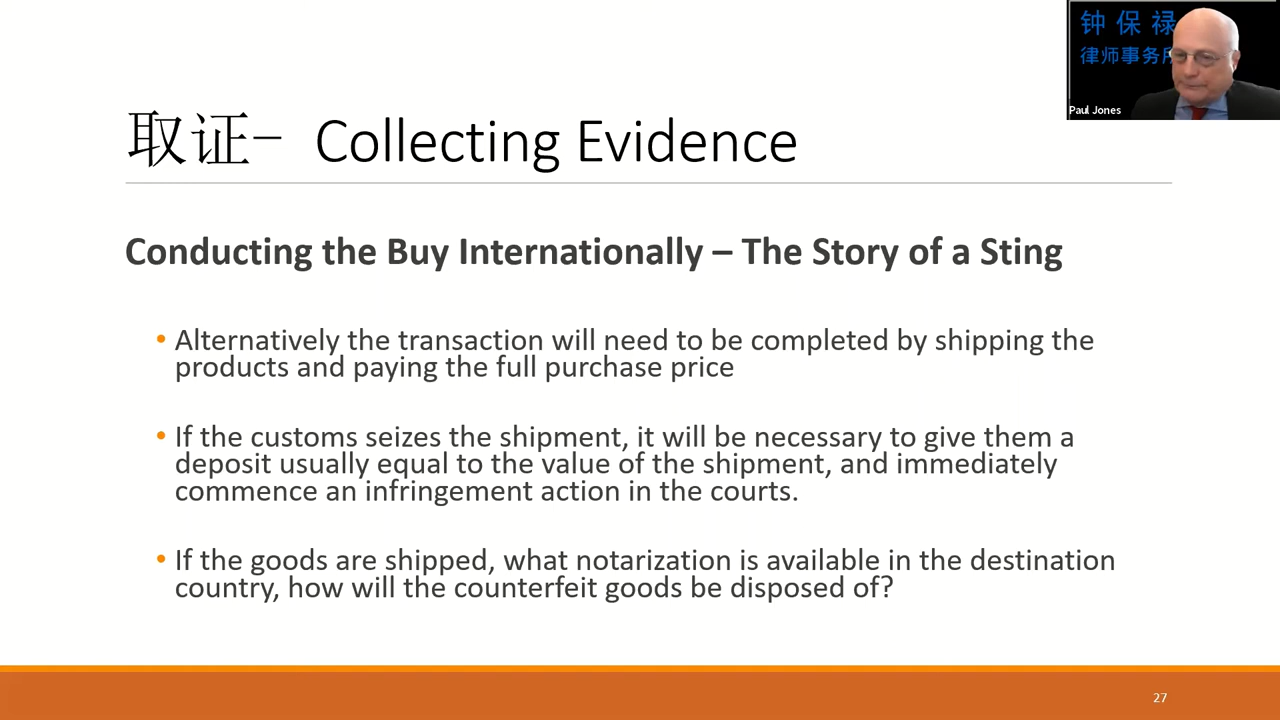 钟保禄
律师事务所
Paul Jones
取证– Collecting Evidence
Conducting the Buy Internationally – The Story of a Sting
• Alternatively the transaction will need to be completed by shipping the
products and paying the full purchase price
• If the customs seizes the shipment, it will be necessary to give them a
deposit usually equal to the value of the shipment, and immediately
commence an infringement action in the courts.
• If the goods are shipped, what notarization is available in the destination
country, how will the counterfeit goods be disposed of?
27